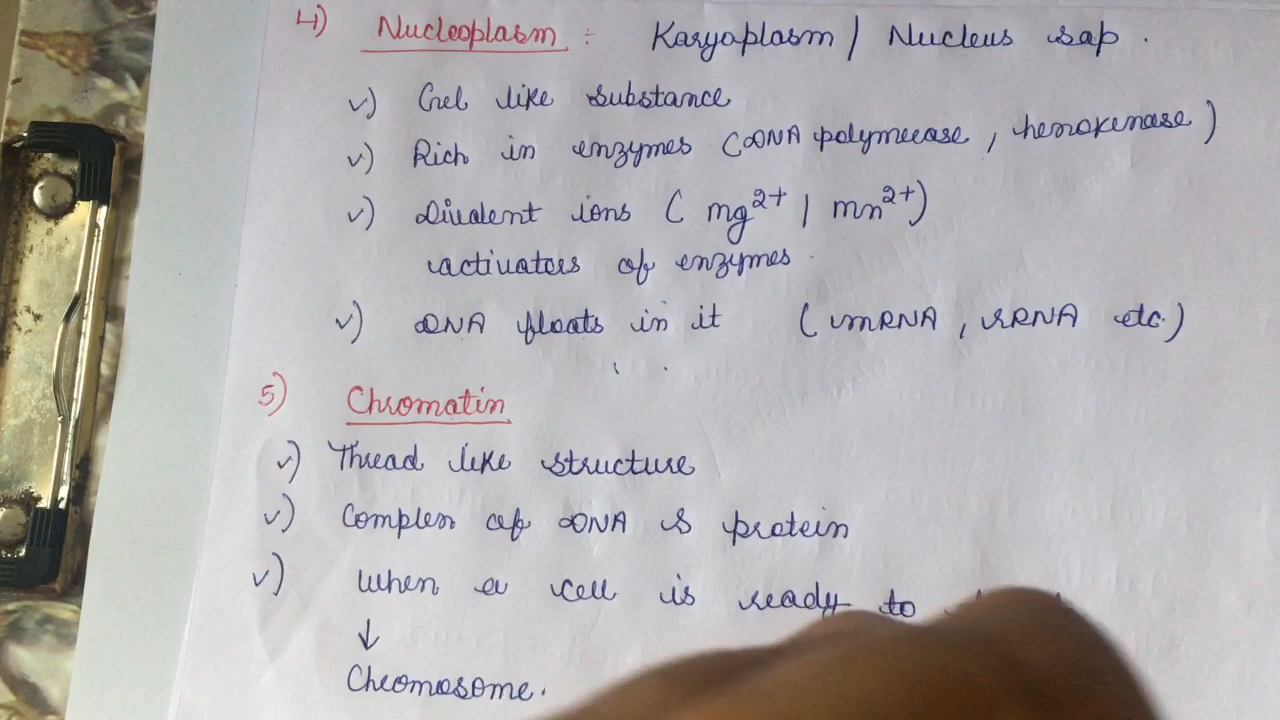 4) Nucleoplasm : Karyoplasm / Nucleus sap .
v) Gel like substance
v) Rich in enzymes (DNA polymerase , hemokenase )
v) Divalent ions ( mg2+ / mn2+)
activators of enzymes .
v) DNA floats in it ( mRNA , rRNA etc.)
5) Chromatin
v) Thread like structure
v) Complex of DNA & protein
v) When a cell is ready to
↓
Chromosome.